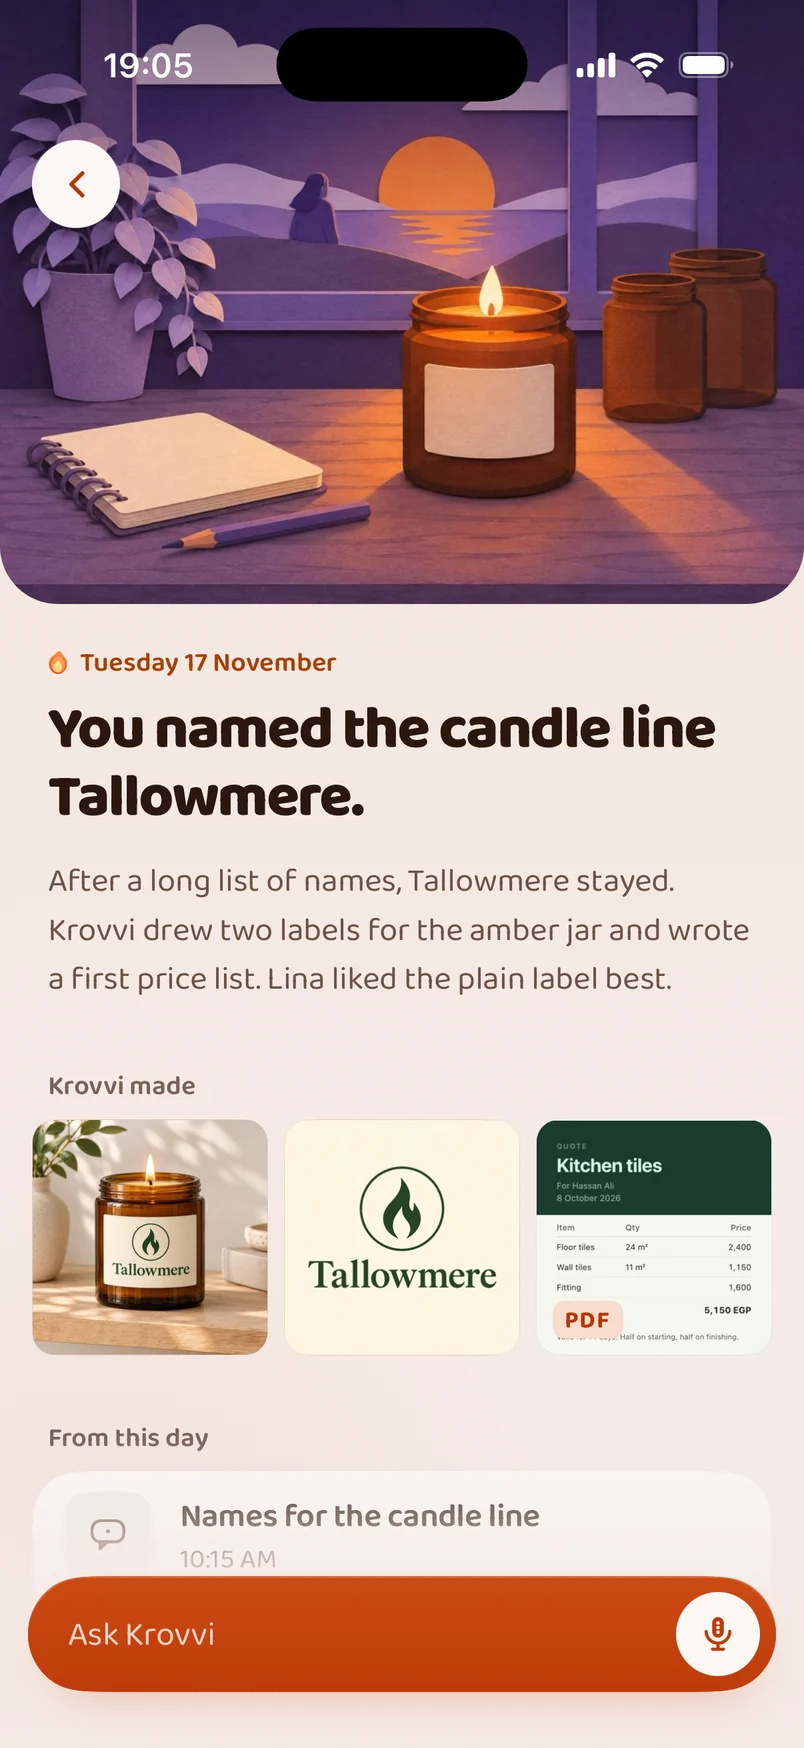 19:05
Tuesday 17 November
You named the candle line
Tallowmere.
After a long list of names, Tallowmere stayed.
Krovvi drew two labels for the amber jar and wrote
a first price list. Lina liked the plain label best.
Krovvi made
Tallowmere
Tallowmere
QUOTE
Kitchen tiles
For Hassan Ali
8 October 2026
Item Qty Price
Floor tiles 24 m² 2,400
Wall tiles 11 m² 1,150
Fitting 1,600
5,150 EGP
PDF
Half on starting, half on finishing.
From this day
Names for the candle line
10:15 AM
Ask Krovvi